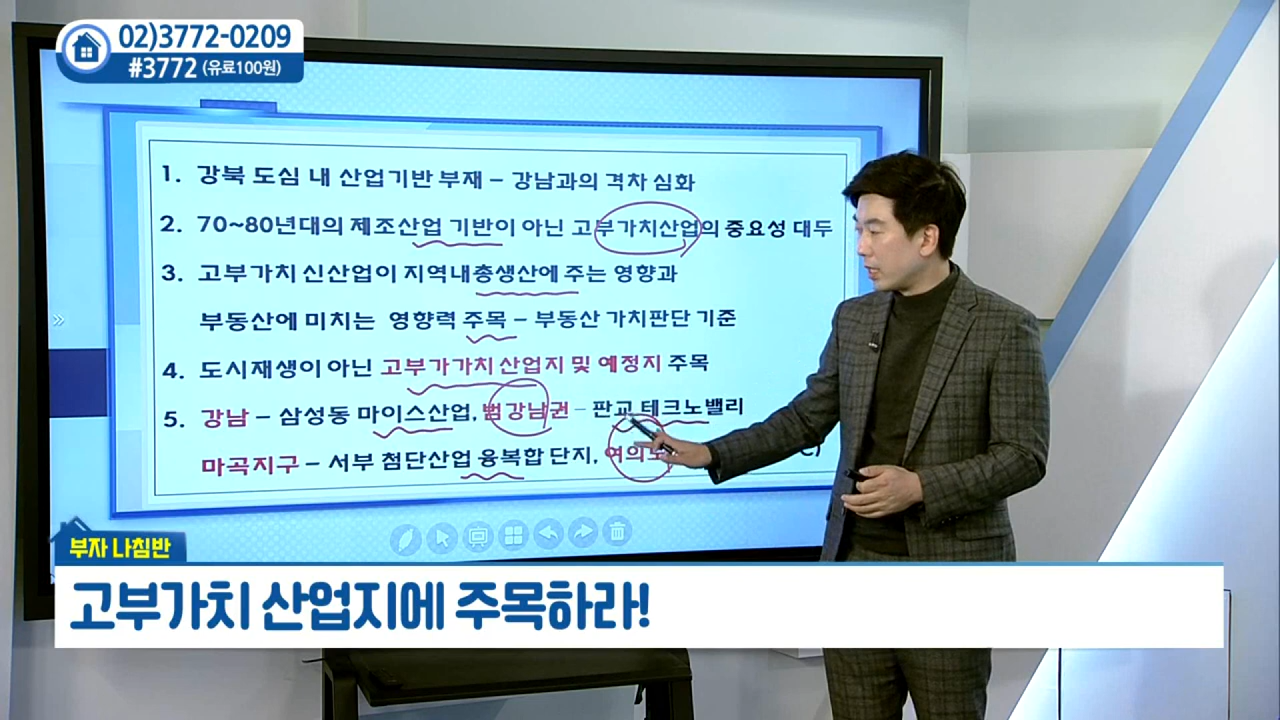 02)3772-0209
#3772 (유료100원)
1. 강북 도심 내 산업기반 부재 – 강남과의 격차 심화
2. 70~80년대의 제조산업 기반이 아닌 고부가가치산업의 중요성 대두
3. 고부가가치 신산업이 지역내총생산에 주는 영향과
부동산에 미치는 영향력 주목 – 부동산 가치판단 기준
4. 도시재생이 아닌 고부가가치 산업지 및 예정지 주목
5. 강남 – 삼성동 마이스산업, 범강남권 – 판교 테크노밸리
마곡지구 – 서부 첨단산업 융복합 단지, 여의도
부자 나침반
고부가치 산업지에 주목하라!